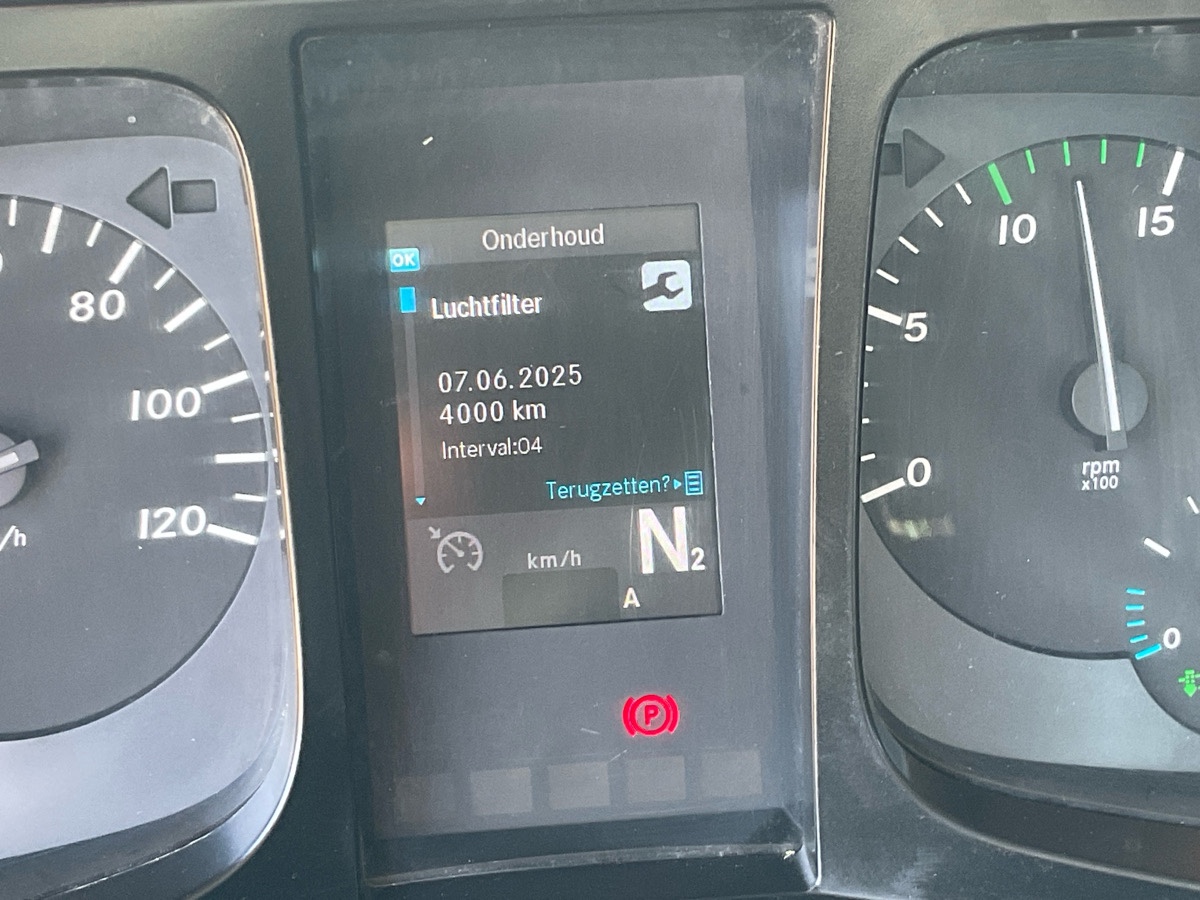 80
100
120
/h
Onderhoud
OK
Luchtfilter
07.06.2025
4000 km
Interval:04
Terugzetten?
km/h
N2
A
P
0
5
10
15
rpm
x100
0